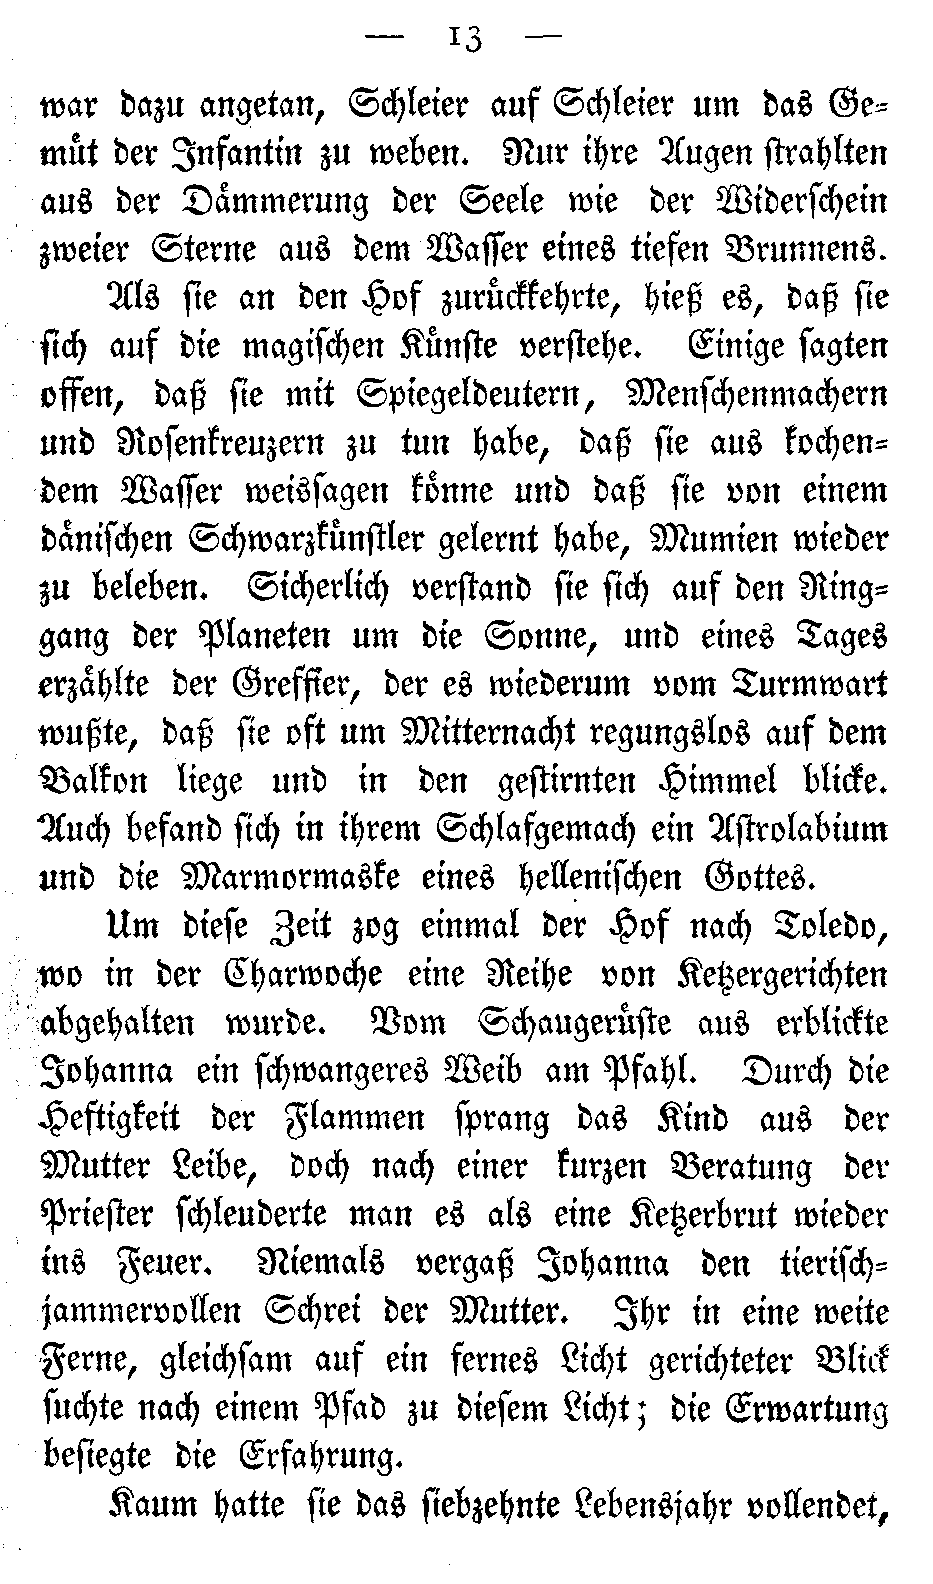 — 13 —
war dazu angetan, Schleier auf Schleier um das Ge-
müt der Infantin zu weben. Nur ihre Augen strahlten
aus der Dämmerung der Seele wie der Widerschein
zweier Sterne aus dem Wasser eines tiefen Brunnens.
Als sie an den Hof zurückkehrte, hieß es, daß sie
sich auf die magischen Künste verstehe. Einige sagten
offen, daß sie mit Spiegeldeutern, Menschenmachern
und Rosenkreuzern zu tun habe, daß sie aus kochen-
dem Wasser weissagen könne und daß sie von einem
dänischen Schwarzkünstler gelernt habe, Mumien wieder
zu beleben. Sicherlich verstand sie sich auf den Ring-
gang der Planeten um die Sonne, und eines Tages
erzählte der Greffier, der es wiederum vom Turmwart
wußte, daß sie oft um Mitternacht regungslos auf dem
Balkon liege und in den gestirnten Himmel blicke.
Auch befand sich in ihrem Schlafgemach ein Astrolabium
und die Marmormaske eines hellenischen Gottes.
Um diese Zeit zog einmal der Hof nach Toledo,
wo in der Charwoche eine Reihe von Ketzergerichten
abgehalten wurde. Vom Schaugerüste aus erblickte
Johanna ein schwangeres Weib am Pfahl. Durch die
Heftigkeit der Flammen sprang das Kind aus der
Mutter Leibe, doch nach einer kurzen Beratung der
Priester schleuderte man es als eine Ketzerbrut wieder
ins Feuer. Niemals vergaß Johanna den tierisch-
jammervollen Schrei der Mutter. Ihr in eine weite
Ferne, gleichsam auf ein fernes Licht gerichteter Blick
suchte nach einem Pfad zu diesem Licht; die Erwartung
besiegte die Erfahrung.
Kaum hatte sie das siebzehnte Lebensjahr vollendet,